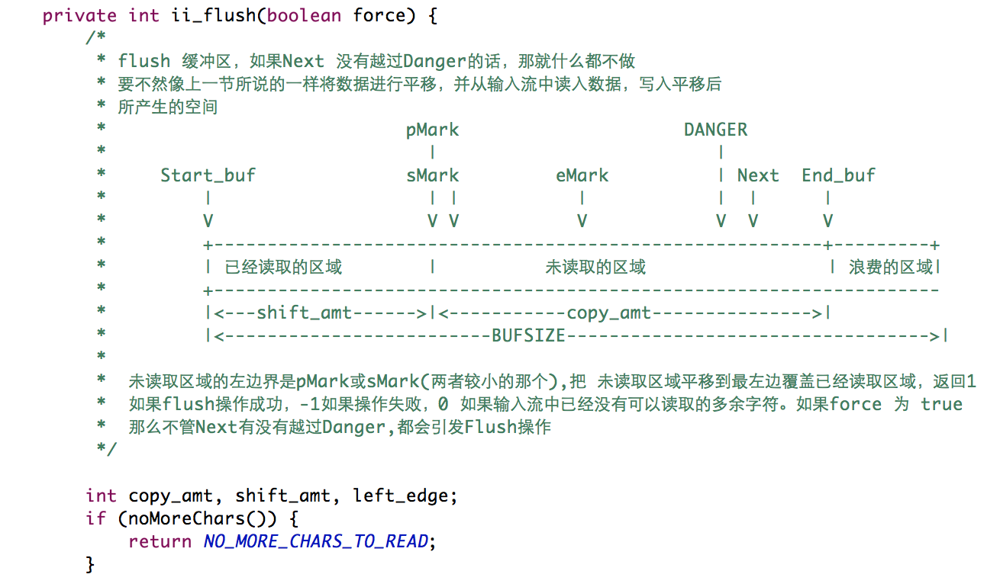 private int ii_flush(boolean force) {
    /*
     * flush 缓冲区，如果Next 没有越过Danger的话，那就什么都不做
     * 要不然像上一节所说的一样将数据进行平移，并从输入流中读入数据，写入平移后
     * 所产生的空间
     *                            pMark                     DANGER
     *                              |                          |
     *     Start_buf              sMark         eMark          | Next  End_buf
     *         |                    | |           |            |  |      |
     *         V                    V V           V            V  V      V
     *         +---------------------------------------------------------+---------+
     *         | 已经读取的区域        |          未读取的区域                 | 浪费的区域|
     *         +--------------------------------------------------------------------
     *         |<---shift_amt------>|<-----------copy_amt--------------->|
     *         |<-------------------------BUFSIZE---------------------------------->|
     *
     *  未读取区域的左边界是pMark或sMark(两者较小的那个),把 未读取区域平移到最左边覆盖已经读取区域，返回1
     *  如果flush操作成功，-1如果操作失败，0 如果输入流中已经没有可以读取的多余字符。如果force 为 true
     *  那么不管Next有没有越过Danger,都会引发Flush操作
     */
    int copy_amt, shift_amt, left_edge;
    if (noMoreChars()) {
        return NO_MORE_CHARS_TO_READ;
    }